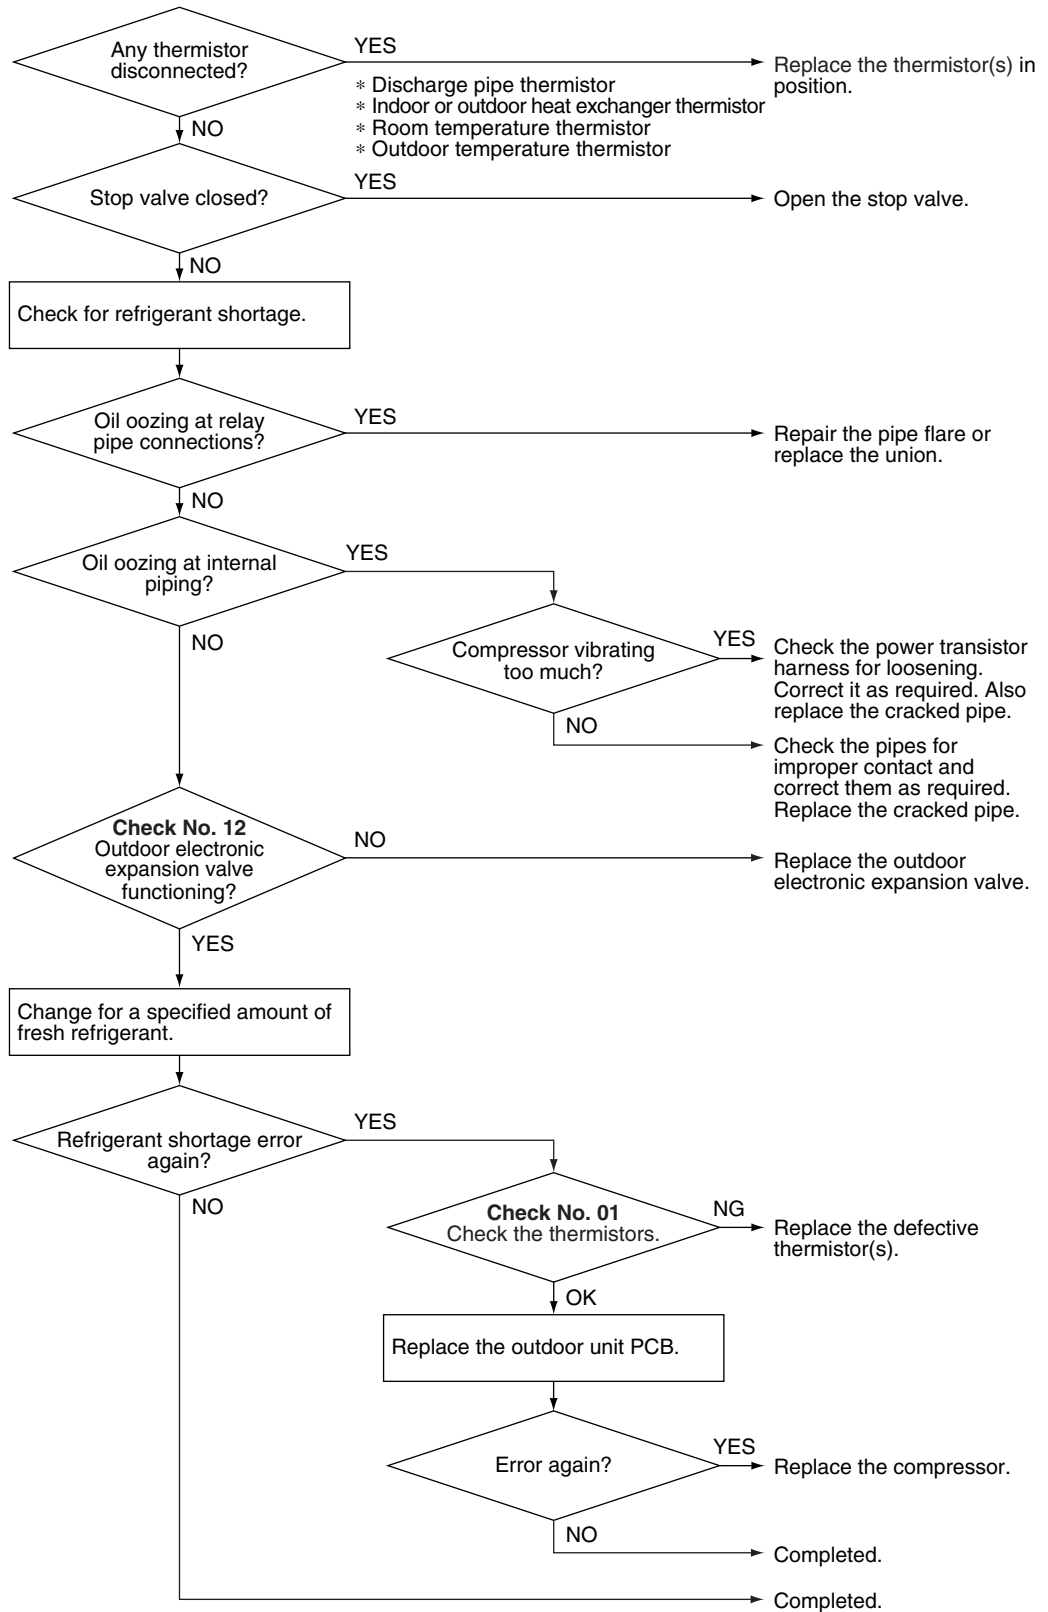 Any thermistor
disconnected?
YES
Replace the thermistor(s) in
position.
* Discharge pipe thermistor
* Indoor or outdoor heat exchanger thermistor
* Room temperature thermistor
* Outdoor temperature thermistor
NO
Stop valve closed?
YES
Open the stop valve.
NO
Check for refrigerant shortage.
Oil oozing at relay
pipe connections?
YES
Repair the pipe flare or
replace the union.
NO
Oil oozing at internal
piping?
YES
Compressor vibrating
too much?
YES
Check the power transistor
harness for loosening.
Correct it as required. Also
replace the cracked pipe.
NO
Check the pipes for
improper contact and
correct them as required.
Replace the cracked pipe.
NO
Check No. 12
Outdoor electronic
expansion valve
functioning?
NO
Replace the outdoor
electronic expansion valve.
YES
Change for a specified amount of
fresh refrigerant.
Refrigerant shortage error
again?
YES
Check No. 01
Check the thermistors.
NG
Replace the defective
thermistor(s).
OK
Replace the outdoor unit PCB.
Error again?
YES
Replace the compressor.
NO
Completed.
NO
Completed.